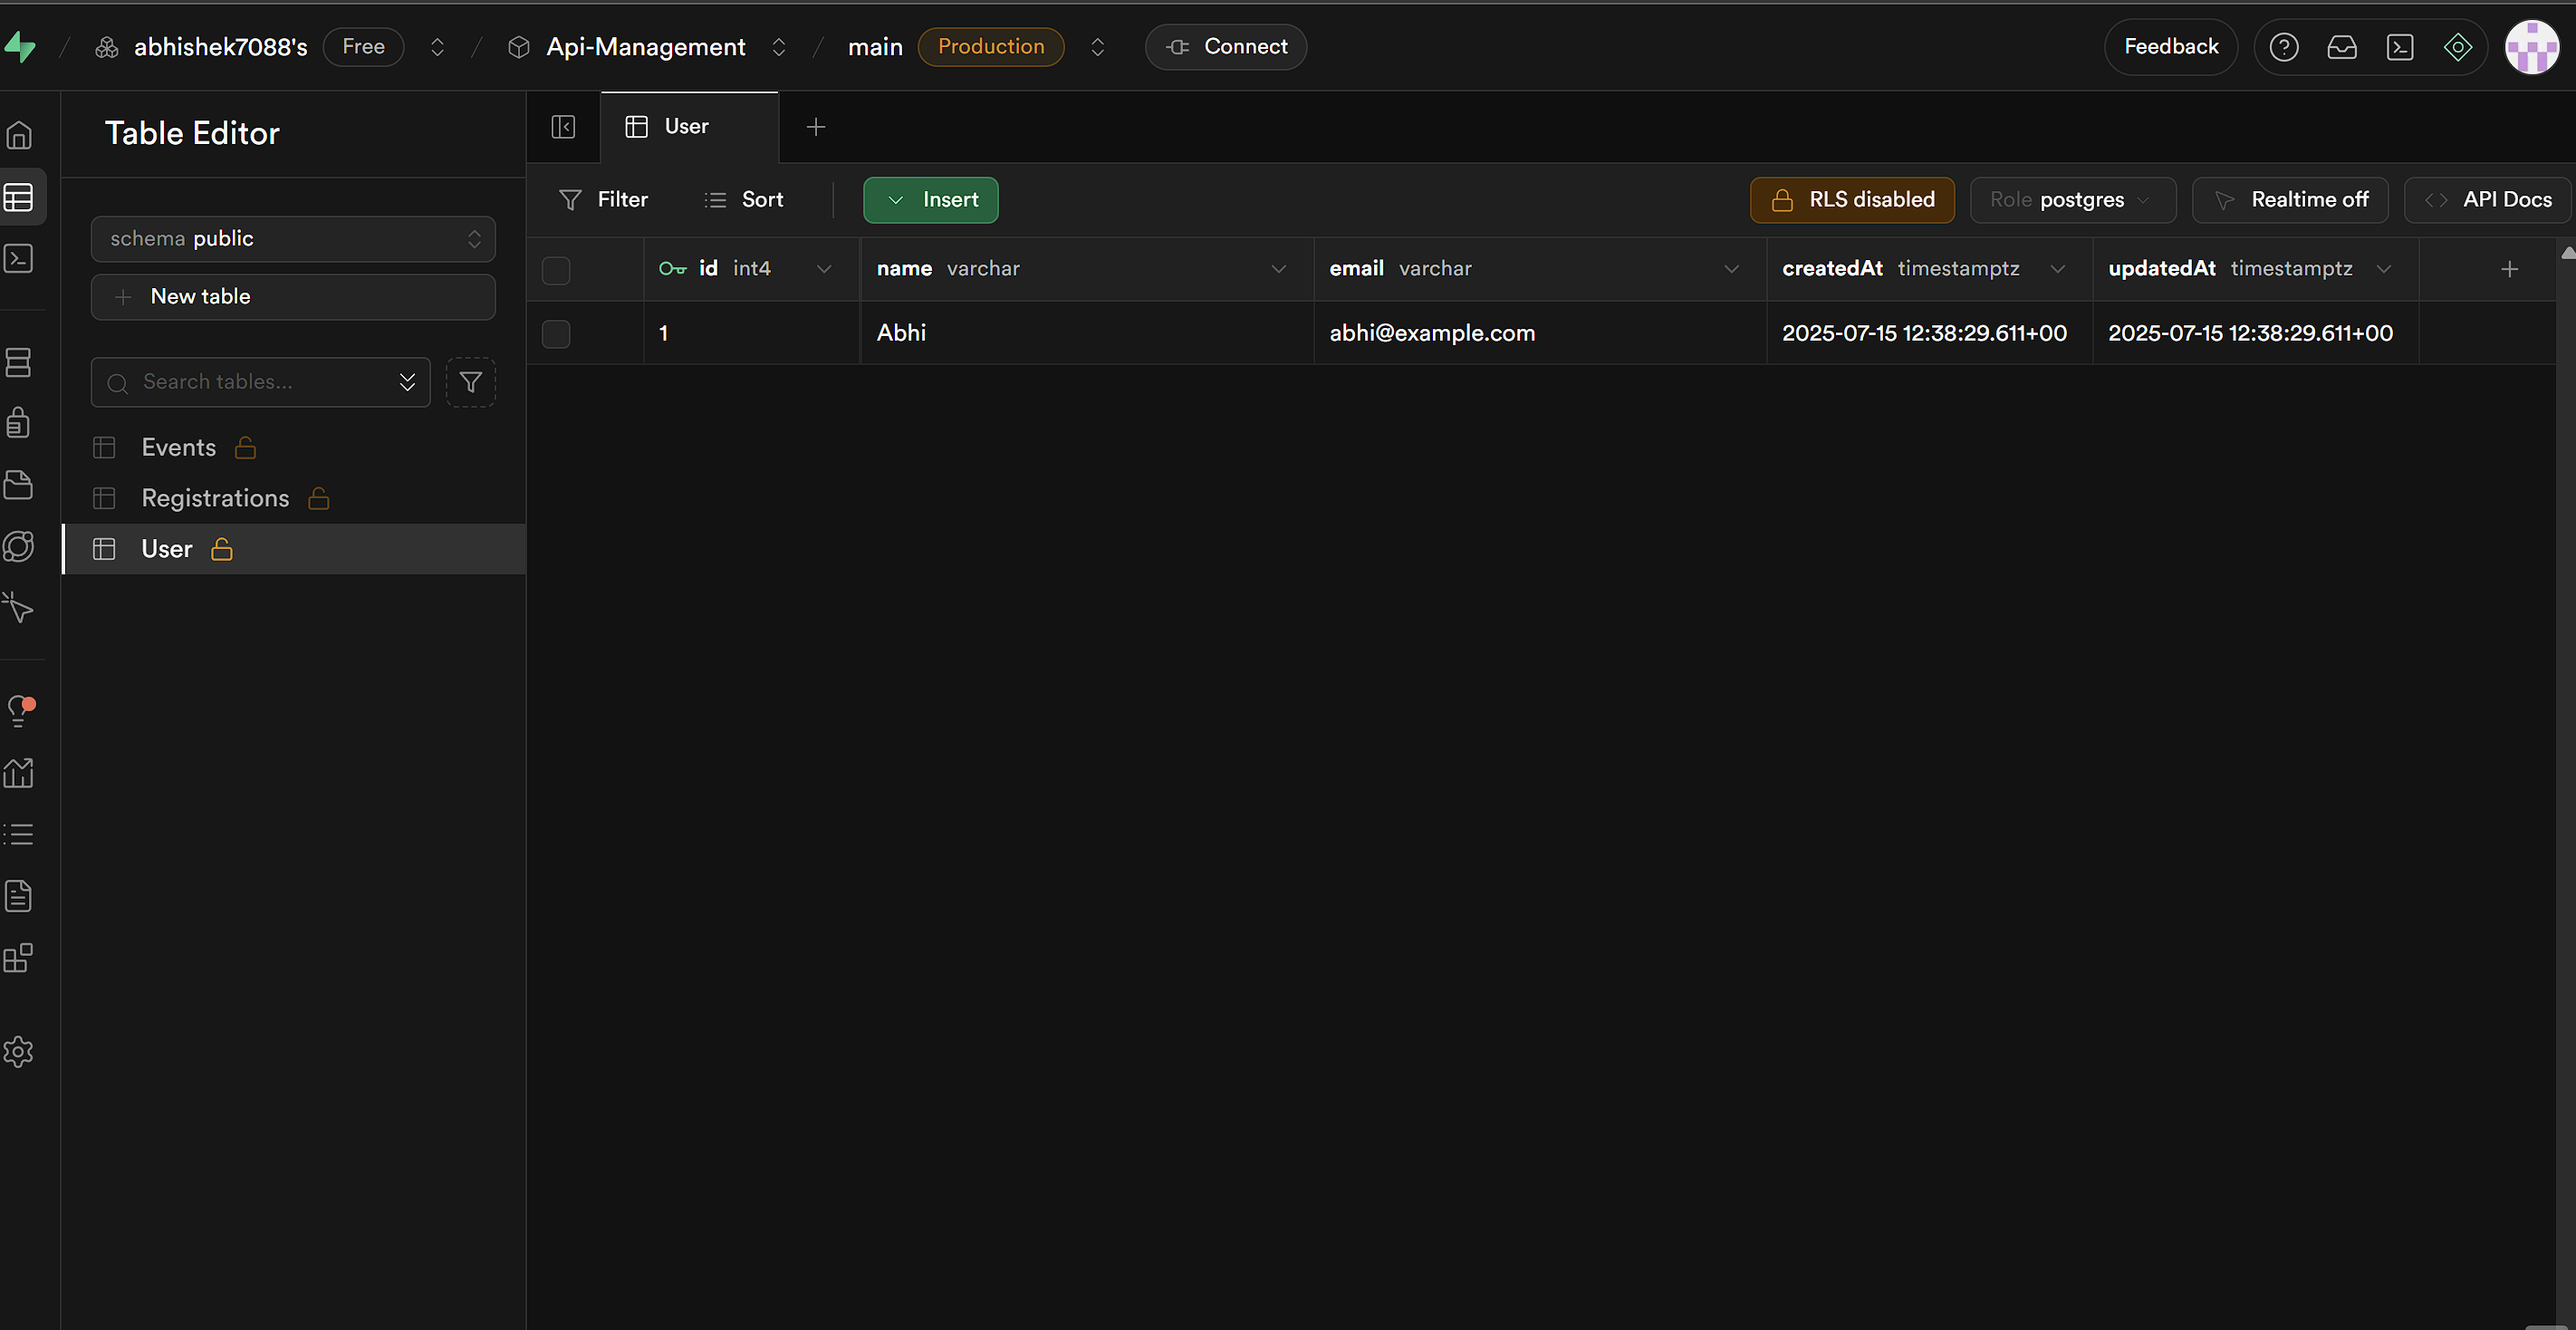 abhishek7088's Free Api-Management main Production Connect Feedback
Table Editor
User
schema public
New table
Search tables...
Events
Registrations
User
Filter Sort Insert RLS disabled Role postgres Realtime off API Docs
id int4 name varchar email varchar createdAt timestamptz updatedAt timestamptz
1 Abhi abhi@example.com 2025-07-15 12:38:29.611+00 2025-07-15 12:38:29.611+00